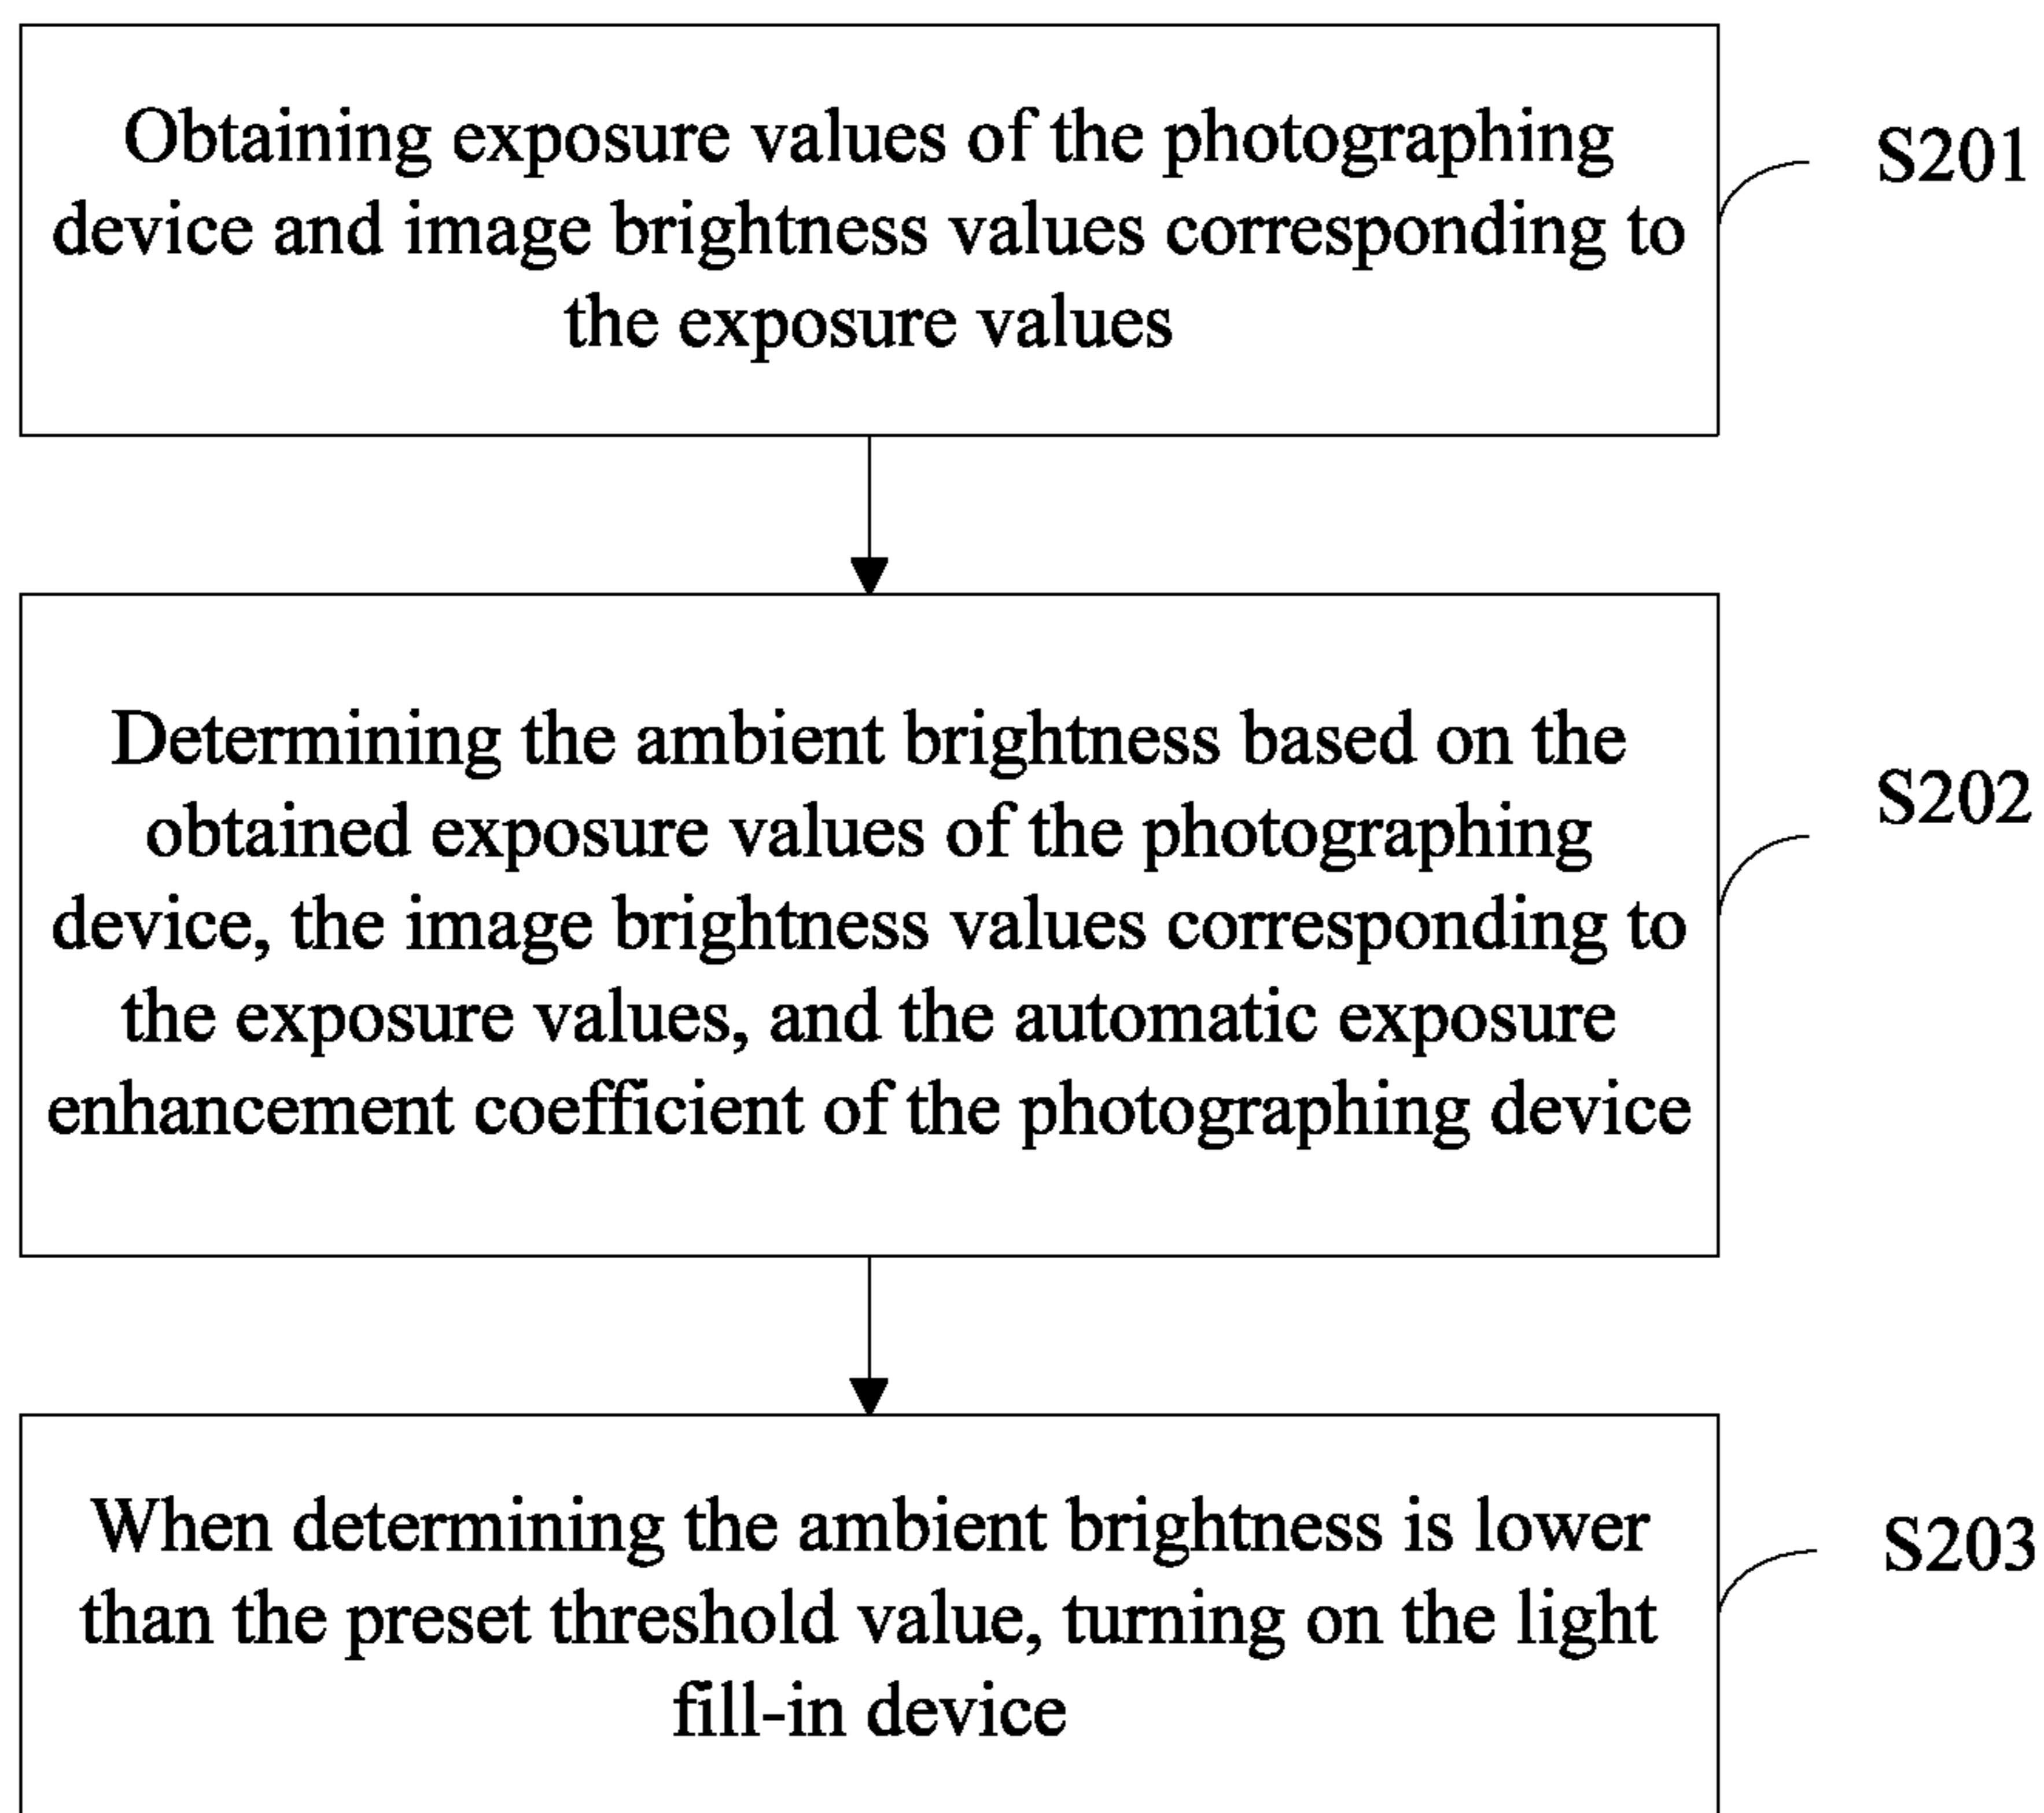 Obtaining exposure values of the photographing
device and image brightness values corresponding to
the exposure values
S201
Determining the ambient brightness based on the
obtained exposure values of the photographing
device, the image brightness values corresponding to
the exposure values, and the automatic exposure
enhancement coefficient of the photographing device
S202
When determining the ambient brightness is lower
than the preset threshold value, turning on the light
fill-in device
S203